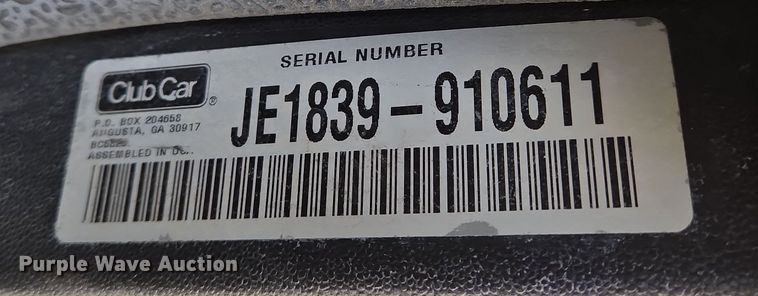 SERIAL NUMBER
Club Car®
JE1839-910611
P.O. BOX 204658
AUGUSTA, GA 30917
ASSEMBLED IN
Purple Wave Auction